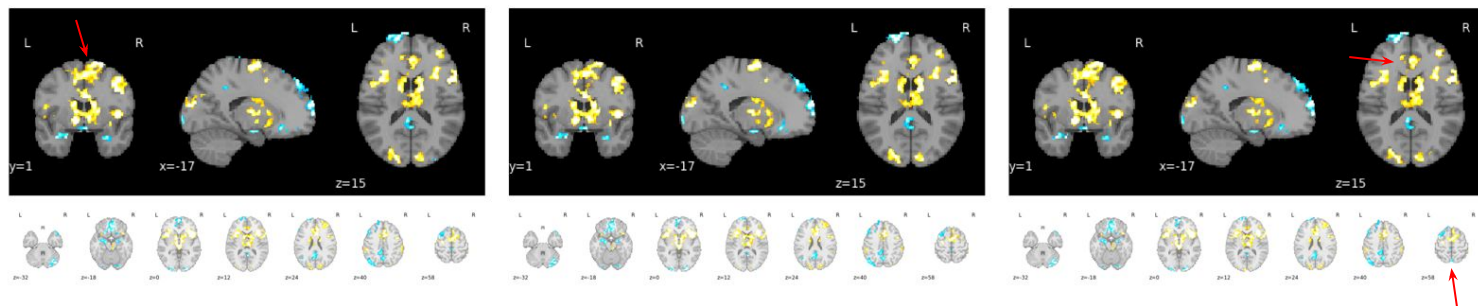 L R
L R
y=1 x=-17
z=15
L R L R L R L R L R L R L R
z=-32 z=-18 z=0 z=12 z=24 z=40 z=58
L R
L R
y=1 x=-17
z=15
L R L R L R L R L R L R L R
z=-32 z=-18 z=0 z=12 z=24 z=40 z=58
L R
L R
y=1 x=-17
z=15
L R L R L R L R L R L R L R
z=-32 z=-18 z=0 z=12 z=24 z=40 z=58